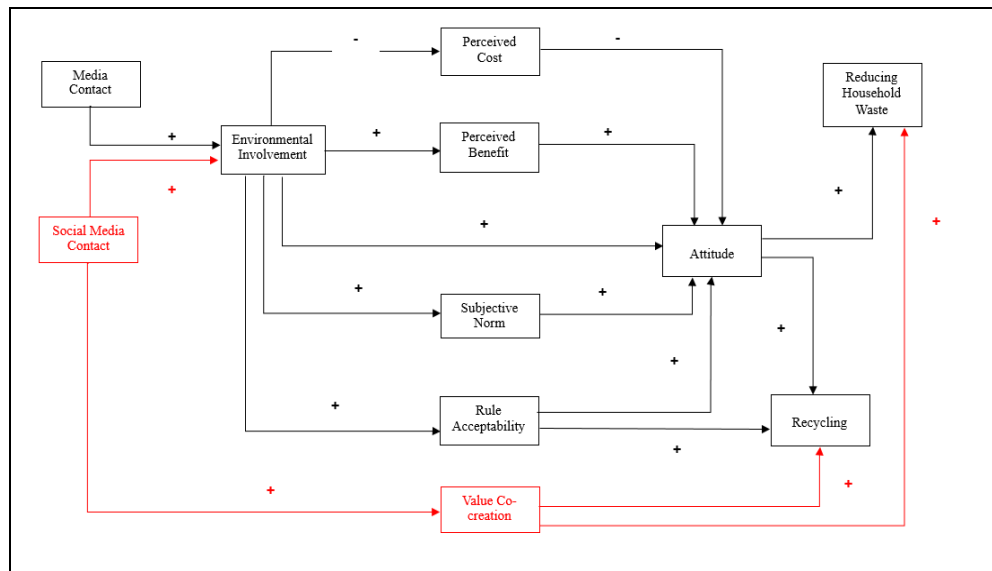 -
-
Perceived
Cost
Media
Contact
Reducing
Household
Waste
+
Environmental
Involvement
+
Perceived
Benefit
+
+
+
Social Media
Contact
+
+
Attitude
+
Subjective
Norm
+
+
+
+
Rule
Acceptability
+
Recycling
+
+
Value Co-
creation
+